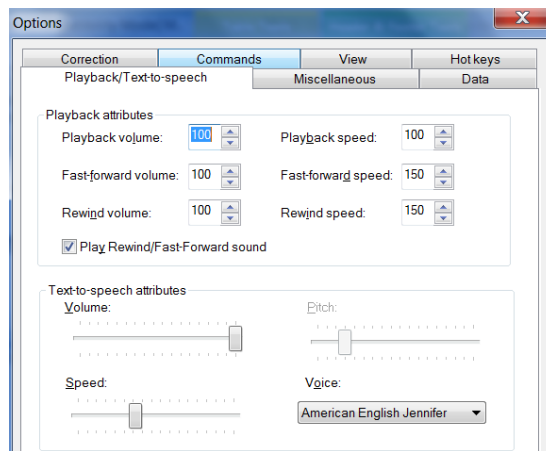 Options
X
Correction Commands View Hot keys
Playback/Text-to-speech Miscellaneous Data
Playback attributes
Playback volume: 100 Playback speed: 100
Fast-forward volume: 100 Fast-forward speed: 150
Rewind volume: 100 Rewind speed: 150
Play Rewind/Fast-Forward sound
Text-to-speech attributes
Volume: Pitch:
Speed: Voice:
American English Jennifer